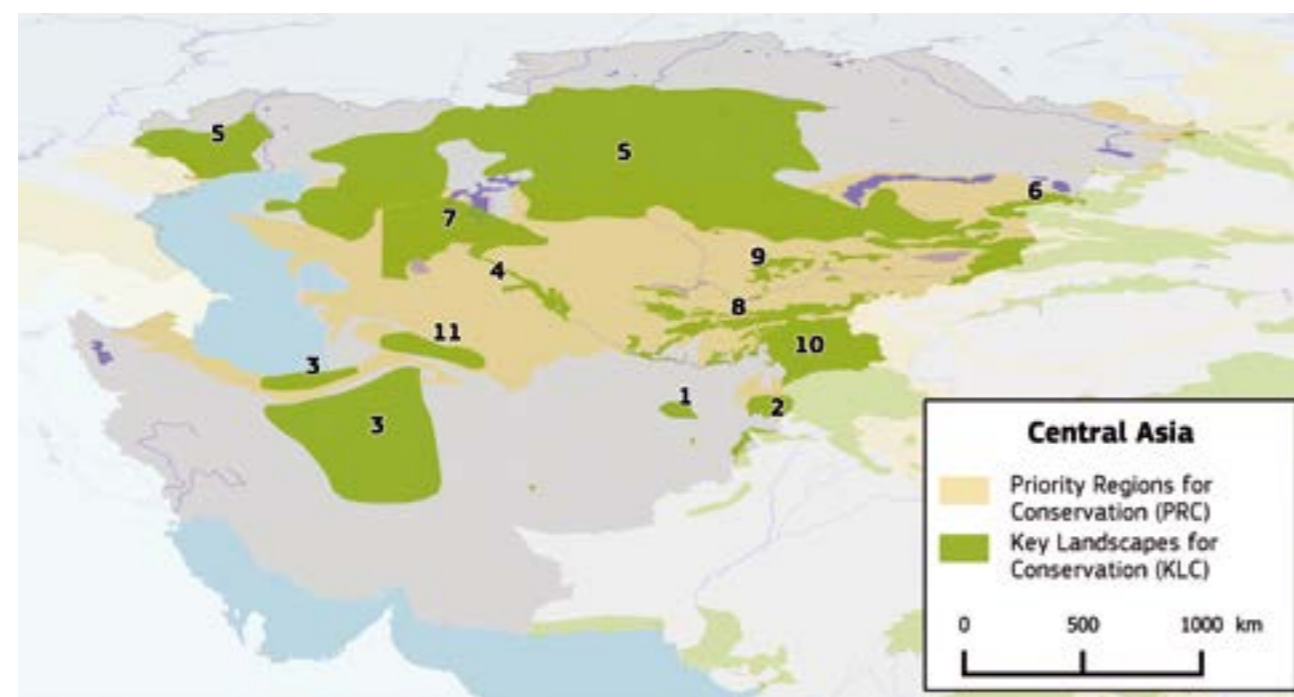 5
5
6
7
9
4
8
11
10
3
1
2
3
Central Asia
Priority Regions for
Conservation (PRC)
Key Landscapes for
Conservation (KLC)
0 500 1000 km